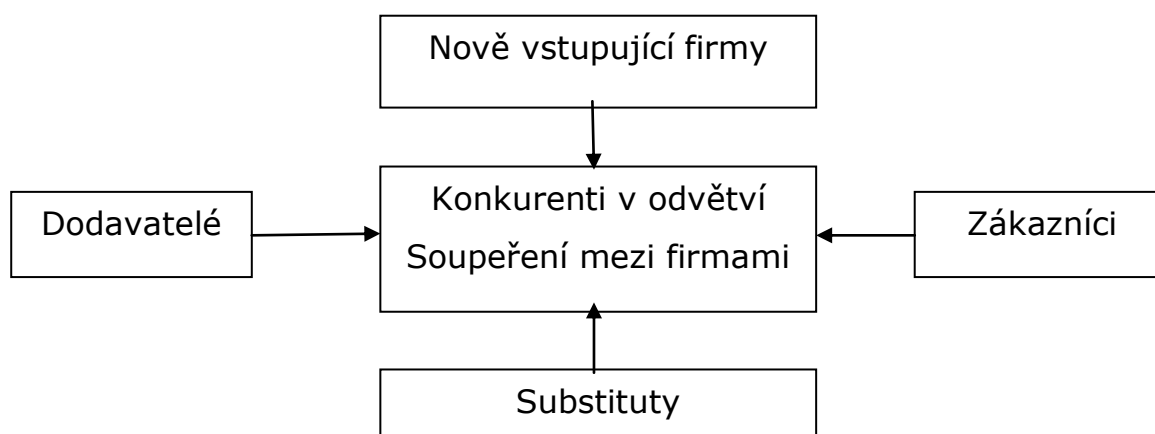 Nově vstupující firmy
Dodavatelé
Konkurenti v odvětví
Soupeření mezi firmami
Zákazníci
Substituty